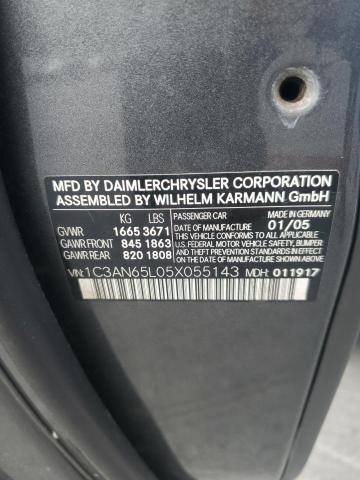 MFD BY DAIMLERCHRYSLER CORPORATION
ASSEMBLED BY WILHELM KARMANN GmbH
KG LBS PASSENGER CAR MADE IN GERMANY
GVWR 1665 3671 DATE OF MANUFACTURE 01/05
GAWR FRONT 845 1863 THIS VEHICLE CONFORMS TO ALL APPLICABLE
GAWR REAR 820 1808 U.S. FEDERAL MOTOR VEHICLE SAFETY, BUMPER,
AND THEFT PREVENTION STANDARDS IN EFFECT ON
THE DATE OF MANUFACTURE SHOWN ABOVE.
VIN: 1C3AN65L05X055143 MDH: 011917